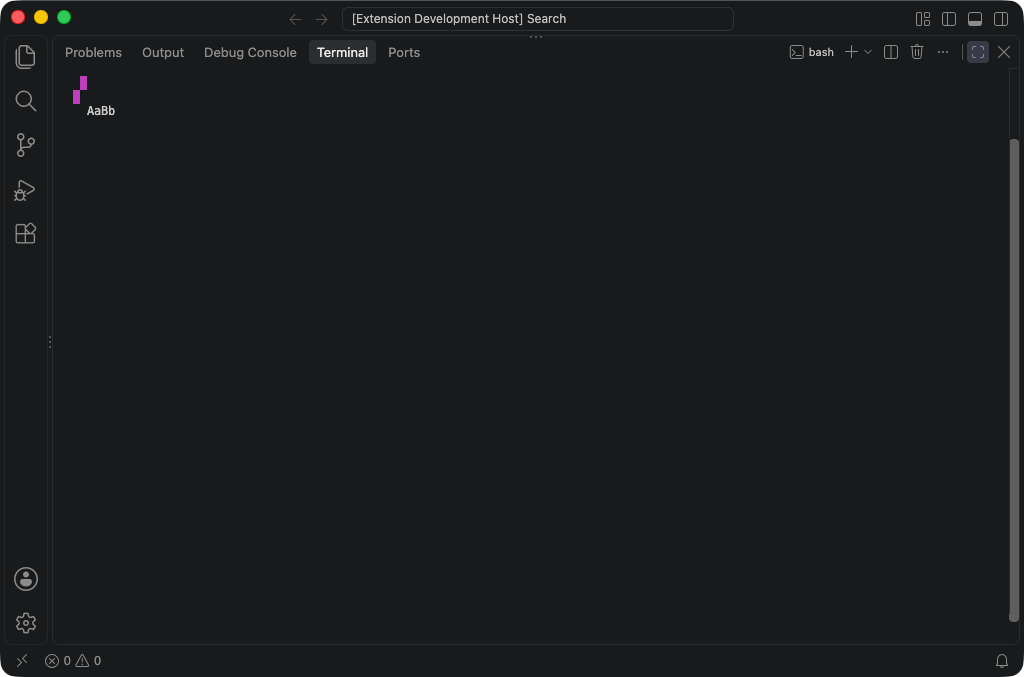 [Extension Development Host] Search
Problems Output Debug Console Terminal Ports bash
AaBb
0 0